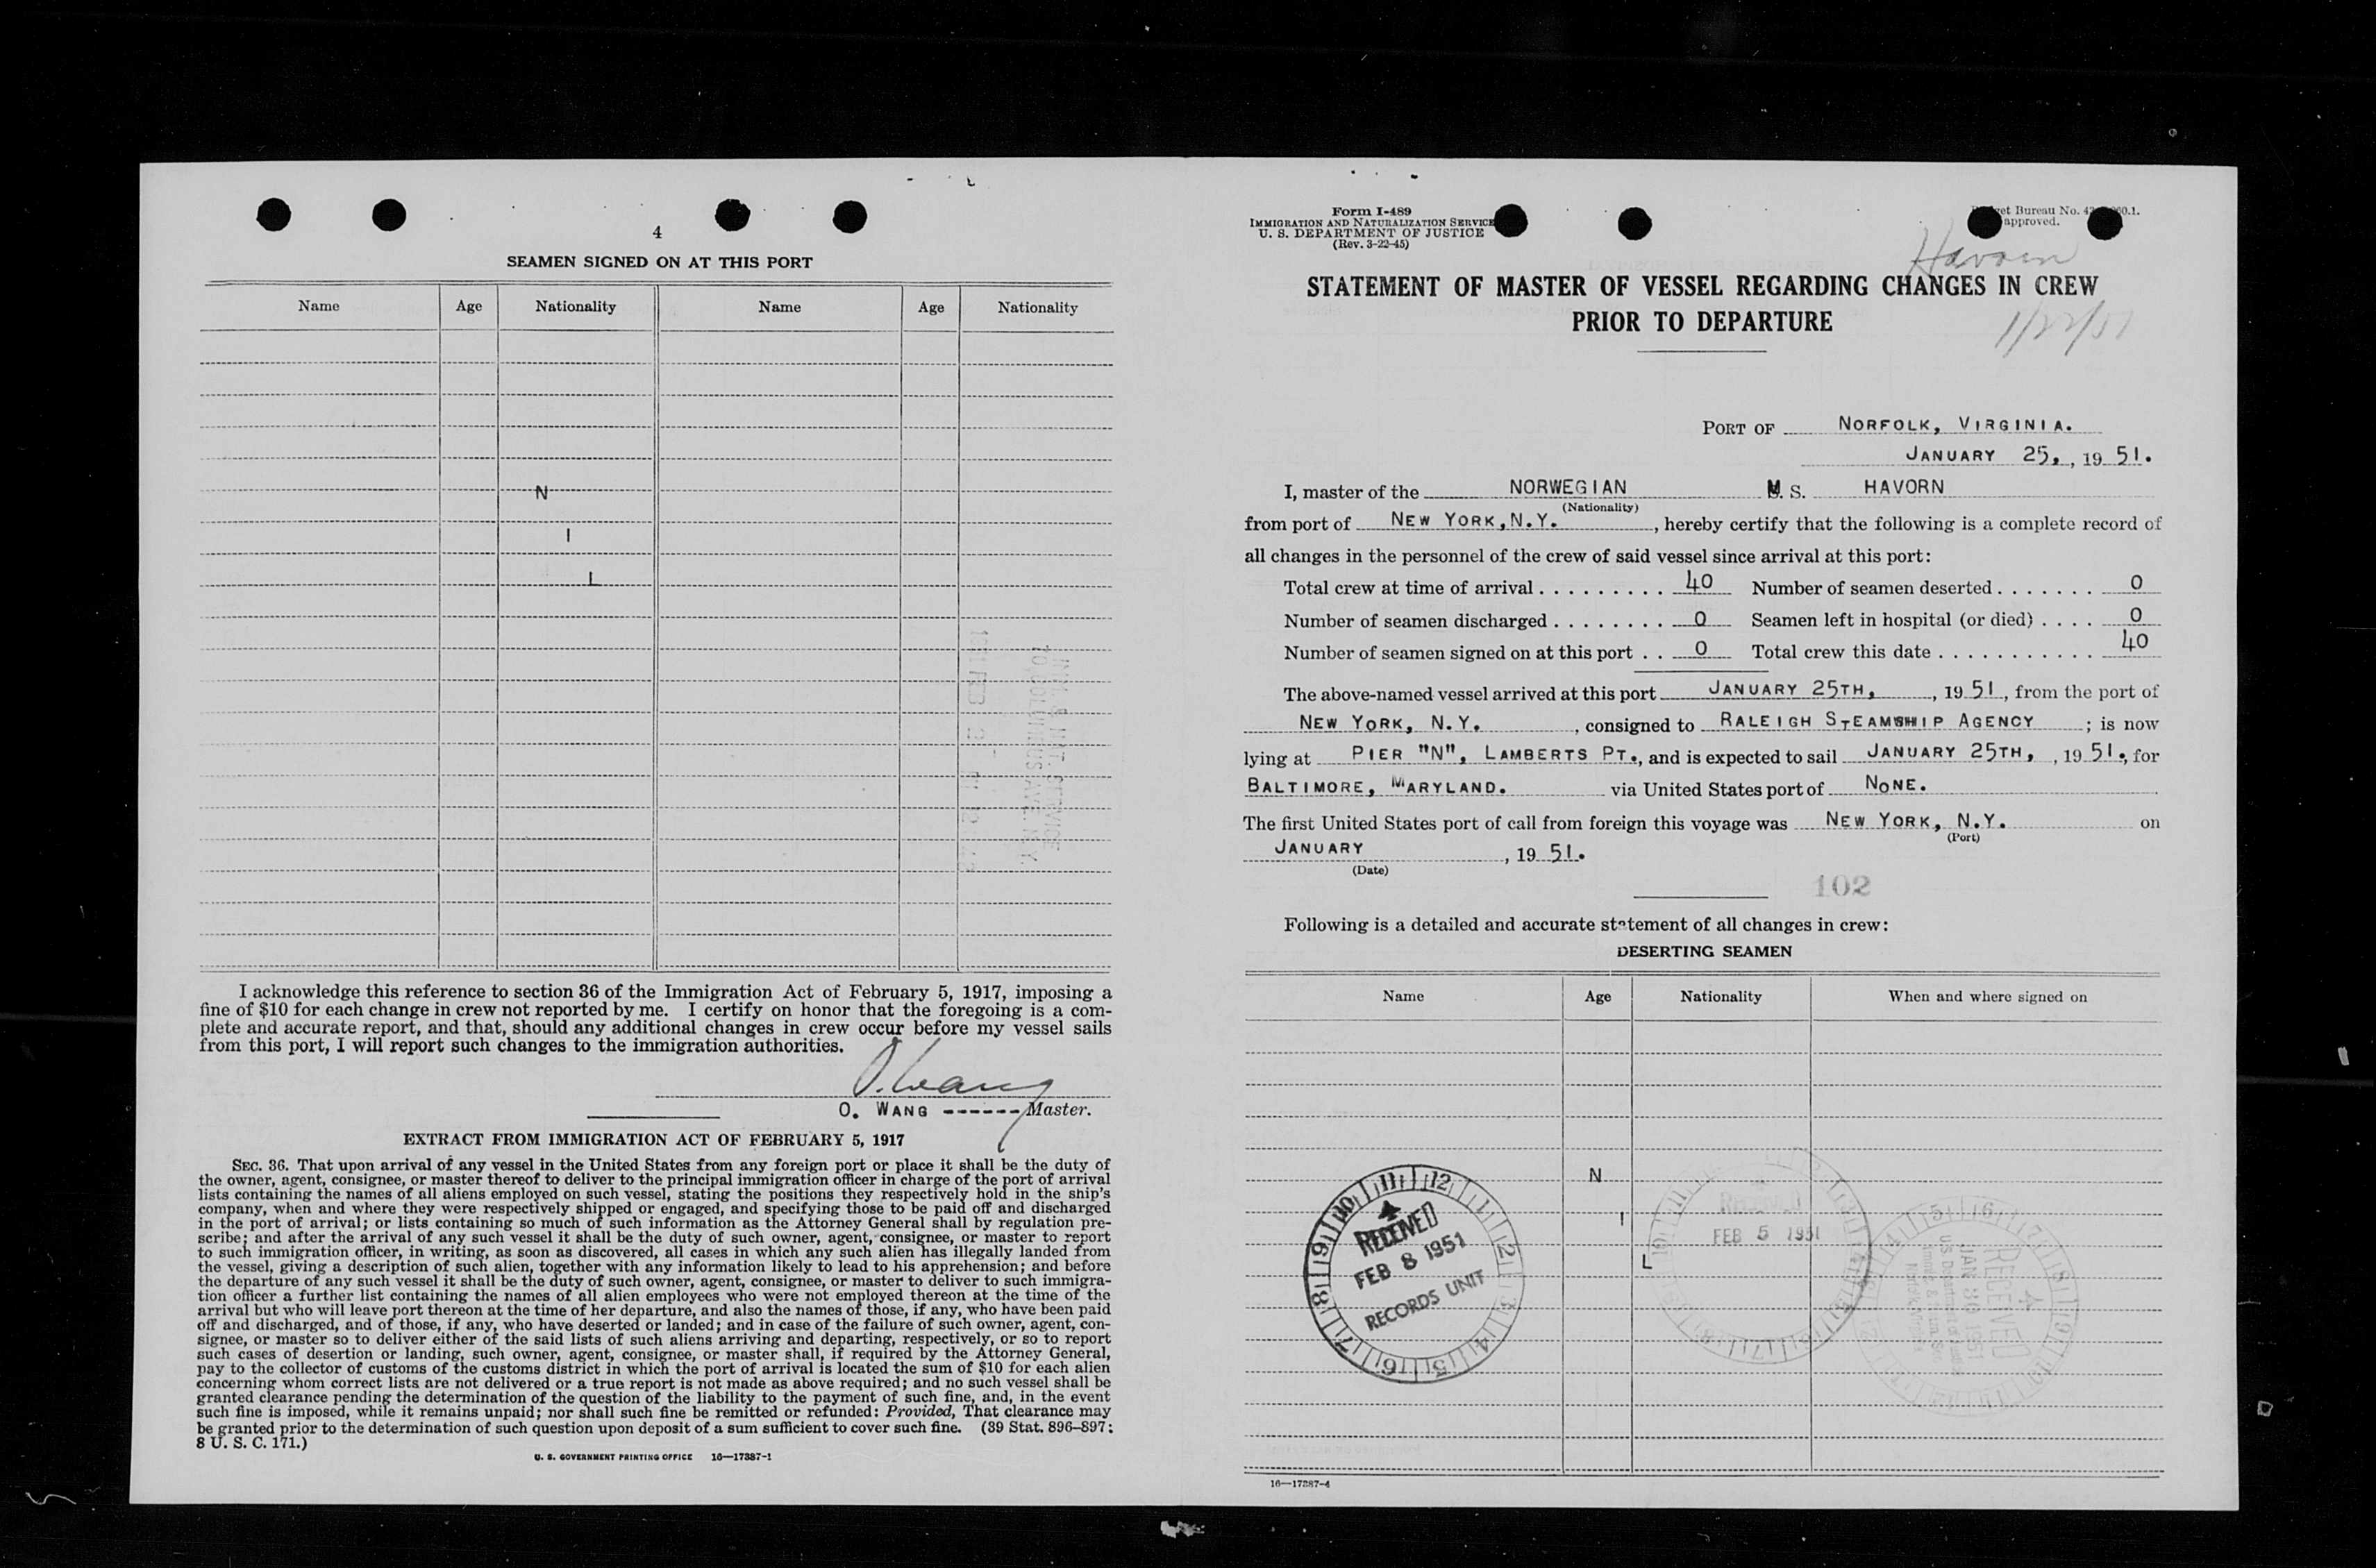 4
SEAMEN SIGNED ON AT THIS PORT
Name Age Nationality Name Age Nationality
N
I
L
I acknowledge this reference to section 36 of the Immigration Act of February 5, 1917, imposing a
fine of $10 for each change in crew not reported by me. I certify on honor that the foregoing is a com-
plete and accurate report, and that, should any additional changes in crew occur before my vessel sails
from this port, I will report such changes to the immigration authorities.
O. Wang
O. WANG ------ Master.
EXTRACT FROM IMMIGRATION ACT OF FEBRUARY 5, 1917
SEC. 36. That upon arrival of any vessel in the United States from any foreign port or place it shall be the duty of
the owner, agent, consignee, or master thereof to deliver to the principal immigration officer in charge of the port of arrival
lists containing the names of all aliens employed on such vessel, stating the positions they respectively hold in the ship's
company, when and where they were respectively shipped or engaged, and specifying those to be paid off and discharged
in the port of arrival; or lists containing so much of such information as the Attorney General shall by regulation pre-
scribe; and after the arrival of any such vessel it shall be the duty of such owner, agent, consignee, or master to report
to such immigration officer, in writing, as soon as discovered, all cases in which any such alien has illegally landed from
the vessel, giving a description of such alien, together with any information likely to lead to his apprehension; and before
the departure of any such vessel it shall be the duty of such owner, agent, consignee, or master to deliver to such immigra-
tion officer a further list containing the names of all alien employees who were not employed thereon at the time of the
arrival but who will leave port thereon at the time of her departure, and also the names of those, if any, who have been paid
off and discharged, and of those, if any, who have deserted or landed; and in case of the failure of such owner, agent, con-
signee, or master so to deliver either of the said lists of such aliens arriving and departing, respectively, or so to report
such cases of desertion or landing, such owner, agent, consignee, or master shall, if required by the Attorney General,
pay to the collector of customs of the customs district in which the port of arrival is located the sum of $10 for each alien
concerning whom correct lists are not delivered or a true report is not made as above required; and no such vessel shall be
granted clearance pending the determination of the question of the liability to the payment of such fine, and, in the event
such fine is imposed, while it remains unpaid; nor shall such fine be remitted or refunded: Provided, That clearance may
be granted prior to the determination of such question upon deposit of a sum sufficient to cover such fine. (39 Stat. 896–897;
8 U. S. C. 171.)
U. S. GOVERNMENT PRINTING OFFICE 16—17387-1
Form I-489
IMMIGRATION AND NATURALIZATION SERVICE
U. S. DEPARTMENT OF JUSTICE
(Rev. 3-22-45)
Bureau No.
approved.
Havorn
STATEMENT OF MASTER OF VESSEL REGARDING CHANGES IN CREW
PRIOR TO DEPARTURE
1/22/51
PORT OF NORFOLK, VIRGINIA.
JANUARY 25, , 19 51.
I, master of the NORWEGIAN M. S. HAVORN
(Nationality)
from port of NEW YORK, N.Y. , hereby certify that the following is a complete record of
all changes in the personnel of the crew of said vessel since arrival at this port:
Total crew at time of arrival . . . . . . . . . 40 Number of seamen deserted . . . . . . . 0
Number of seamen discharged . . . . . . . . 0 Seamen left in hospital (or died) . . . . 0
Number of seamen signed on at this port . . 0 Total crew this date . . . . . . . . . . . 40
The above-named vessel arrived at this port JANUARY 25TH, , 19 51, from the port of
NEW YORK, N.Y. , consigned to RALEIGH STEAMSHIP AGENCY ; is now
lying at PIER "N", LAMBERTS PT., and is expected to sail JANUARY 25TH, , 19 51., for
BALTIMORE, MARYLAND. via United States port of NONE.
The first United States port of call from foreign this voyage was NEW YORK, N.Y. on
(Port)
JANUARY , 19 51.
(Date)
102
Following is a detailed and accurate statement of all changes in crew:
DESERTING SEAMEN
Name Age Nationality When and where signed on
N
I
L
RECEIVED
FEB 8 1951
RECORDS UNIT
FEB 5 1951
RECEIVED
16—17387-4